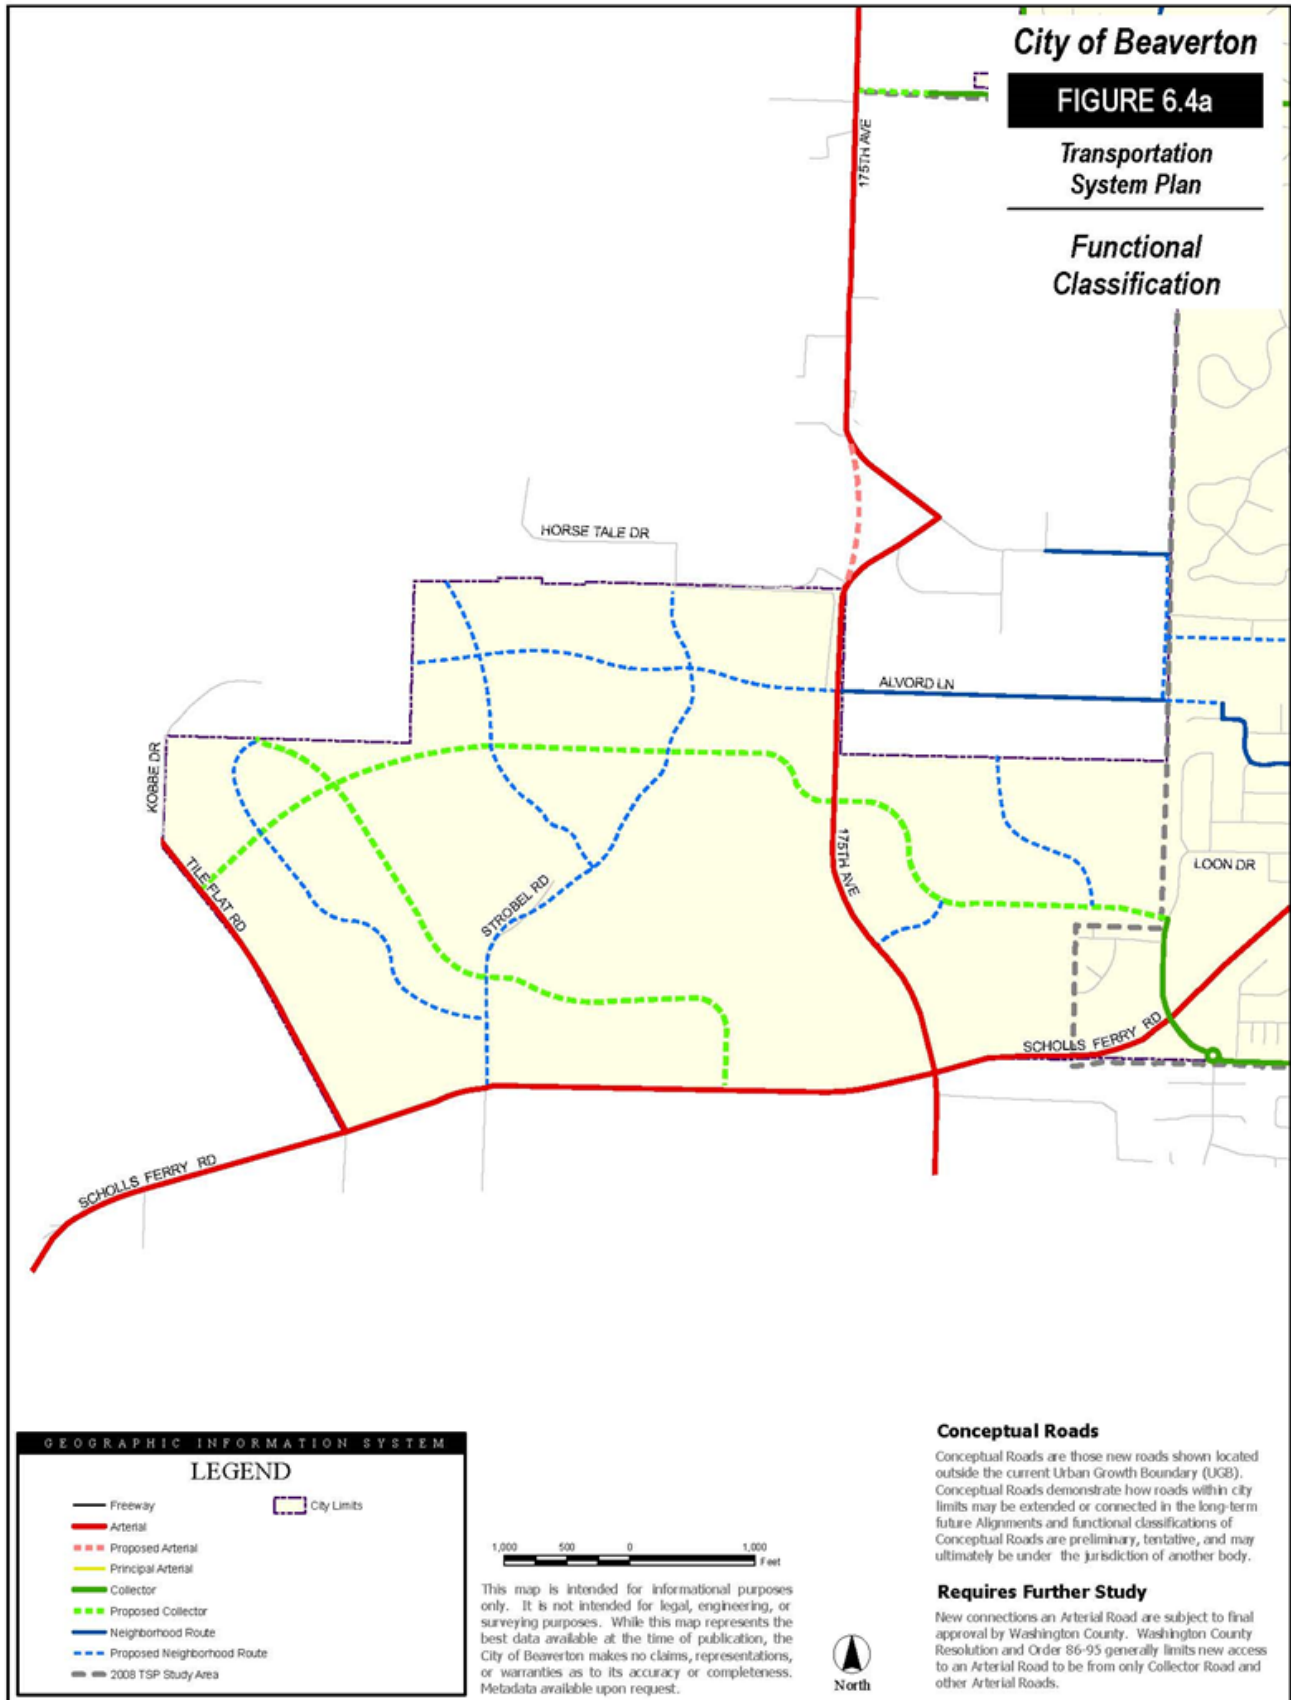 City of Beaverton
FIGURE 6.4a
Transportation
System Plan
Functional
Classification
175TH AVE
HORSE TALE DR
ALVORD LN
KOBBE DR
TILE FLAT RD
STROBEL RD
175TH AVE
LOON DR
SCHOLLS FERRY RD
SCHOLLS FERRY RD
GEOGRAPHIC INFORMATION SYSTEM
LEGEND
Freeway
Arterial
Proposed Arterial
Principal Arterial
Collector
Proposed Collector
Neighborhood Route
Proposed Neighborhood Route
2008 TSP Study Area
City Limits
1,000 500 0 1,000
Feet
This map is intended for informational purposes
only. It is not intended for legal, engineering, or
surveying purposes. While this map represents the
best data available at the time of publication, the
City of Beaverton makes no claims, representations,
or warranties as to its accuracy or completeness.
Metadata available upon request.
North
Conceptual Roads
Conceptual Roads are those new roads shown located
outside the current Urban Growth Boundary (UGB).
Conceptual Roads demonstrate how roads within city
limits may be extended or connected in the long-term
future Alignments and functional classifications of
Conceptual Roads are preliminary, tentative, and may
ultimately be under the jurisdiction of another body.
Requires Further Study
New connections an Arterial Road are subject to final
approval by Washington County. Washington County
Resolution and Order 86-95 generally limits new access
to an Arterial Road to be from only Collector Road and
other Arterial Roads.